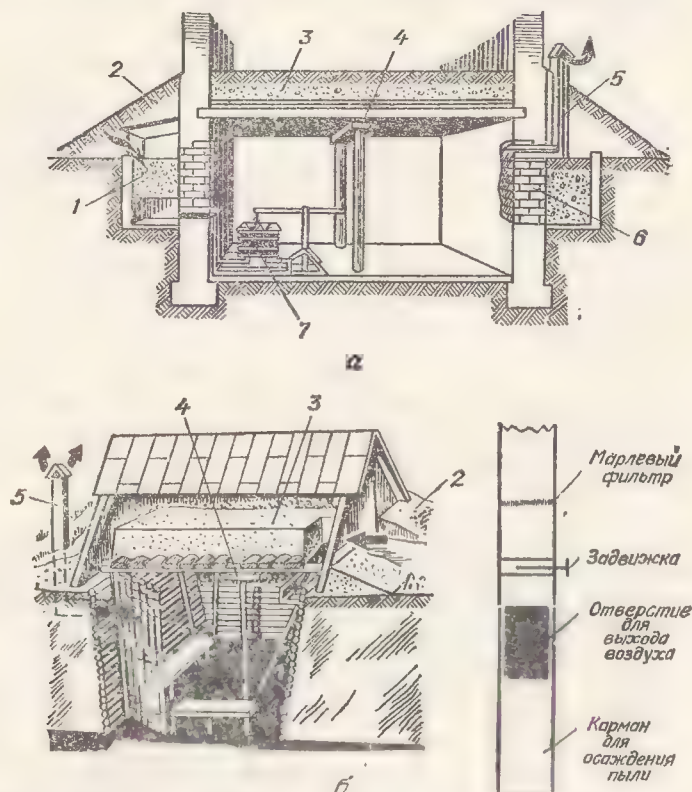 3
4
2
5
1
6
7
а
4
3
5
2
Марлевый
фильтр
Задвижка
Отверстие
для
выхода
воздуха
Карман
для
осаждения
пыли
б